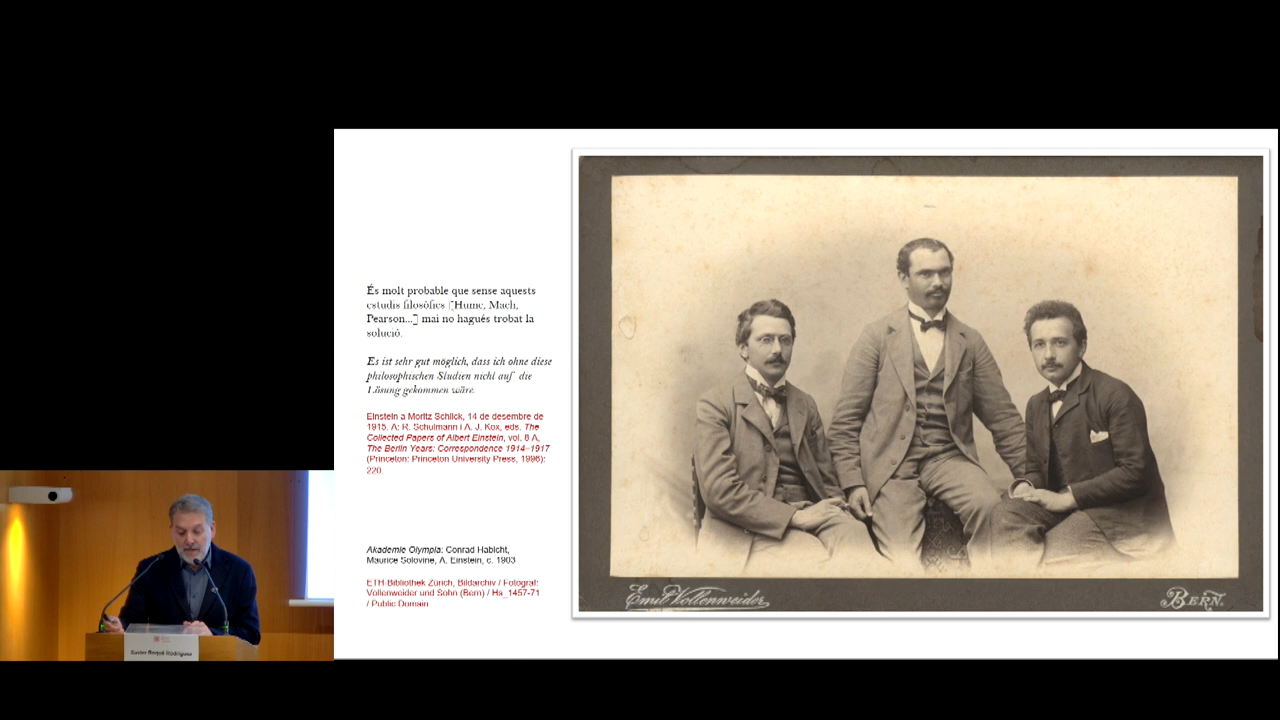 És molt probable que sense aquests
estudis filosòfics [Hume, Mach,
Pearson...] mai no hagués trobat la
solució.
Es ist sehr gut möglich, dass ich ohne diese
philosophischen Studien nicht auf die
Lösung gekommen wäre.
Einstein a Moritz Schlick, 14 de desembre de
1915. A: R. Schulmann i A. J. Kox, eds. The
Collected Papers of Albert Einstein, vol. 8 A,
The Berlin Years: Correspondence 1914–1917
(Princeton: Princeton University Press, 1998):
220.
Akademie Olympia: Conrad Habicht,
Maurice Solovine, A. Einstein, c. 1903
ETH-Bibliothek Zürich, Bildarchiv / Fotograf:
Vollenweider und Sohn (Bern) / Hs_1457-71
/ Public Domain
Emil Vollenweider
BERN.
Xavier Roqué Rodríguez